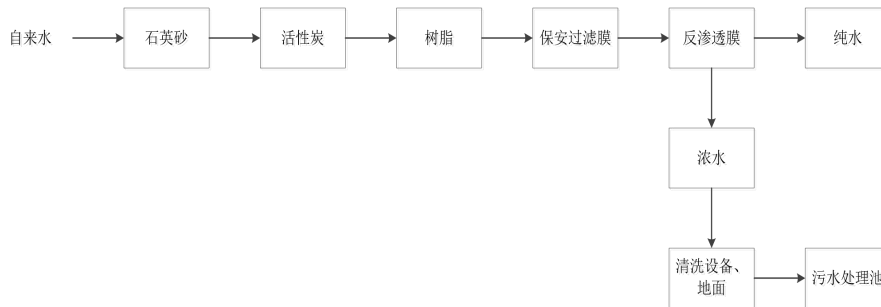 自来水
石英砂
活性炭
树脂
保安过滤膜
反渗透膜
纯水
浓水
清洗设备、
地面
污水处理池